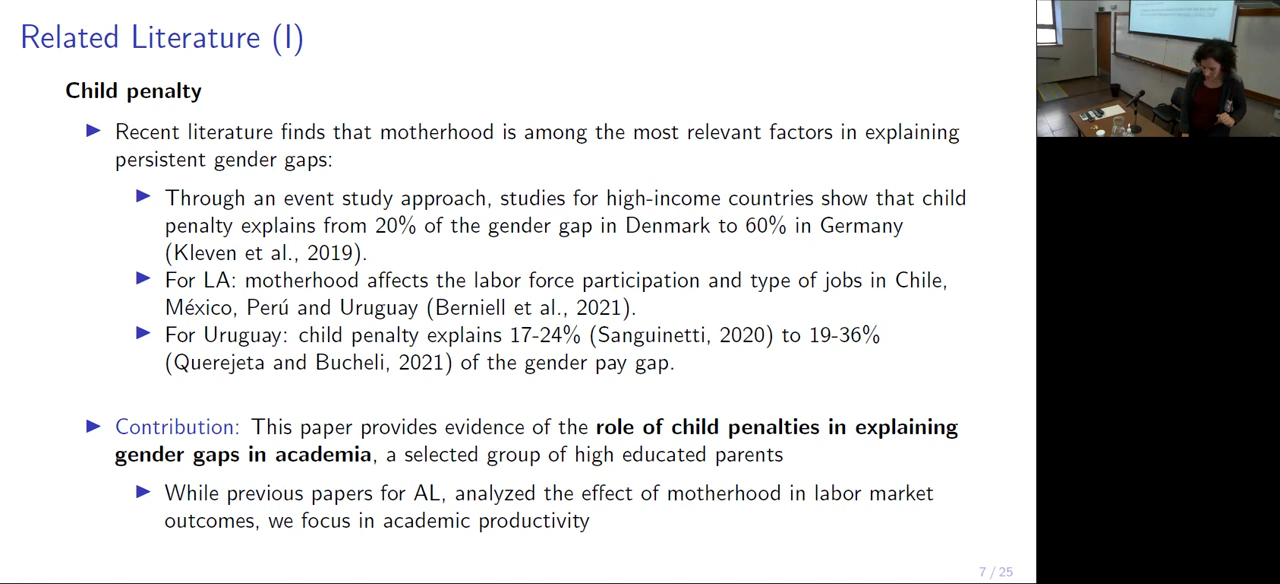 Related Literature (I)
Child penalty
Recent literature finds that motherhood is among the most relevant factors in explaining
persistent gender gaps:
Through an event study approach, studies for high-income countries show that child
penalty explains from 20% of the gender gap in Denmark to 60% in Germany
(Kleven et al., 2019).
For LA: motherhood affects the labor force participation and type of jobs in Chile,
México, Perú and Uruguay (Berniell et al., 2021).
For Uruguay: child penalty explains 17-24% (Sanguinetti, 2020) to 19-36%
(Querejeta and Bucheli, 2021) of the gender pay gap.
Contribution: This paper provides evidence of the role of child penalties in explaining
gender gaps in academia, a selected group of high educated parents
While previous papers for AL, analyzed the effect of motherhood in labor market
outcomes, we focus in academic productivity
7 / 25